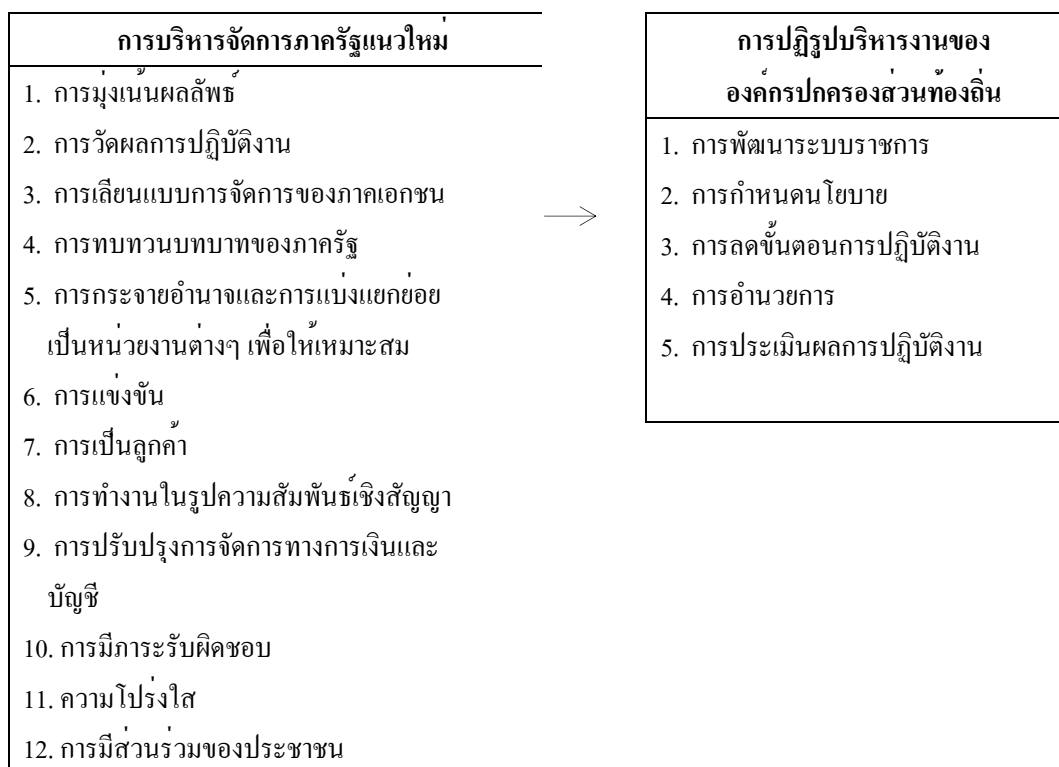 การบริหารจัดการภาครัฐแนวใหม่
1. การมุ่งเน้นผลลัพธ์
2. การวัดผลการปฏิบัติงาน
3. การเลียนแบบการจัดการของภาคเอกชน
4. การทบทวนบทบาทของภาครัฐ
5. การกระจายอำนาจและการแบ่งแยกย่อย
เป็นหน่วยงานต่างๆ เพื่อให้เหมาะสม
6. การแข่งขัน
7. การเป็นลูกค้า
8. การทำงานในรูปความสัมพันธ์เชิงสัญญา
9. การปรับปรุงการจัดการทางการเงินและ
บัญชี
10. การมีภาระรับผิดชอบ
11. ความโปร่งใส
12. การมีส่วนร่วมของประชาชน
การปฏิรูปบริหารงานของ
องค์กรปกครองส่วนท้องถิ่น
1. การพัฒนาระบบราชการ
2. การกำหนดนโยบาย
3. การลดขั้นตอนการปฏิบัติงาน
4. การอำนวยการ
5. การประเมินผลการปฏิบัติงาน